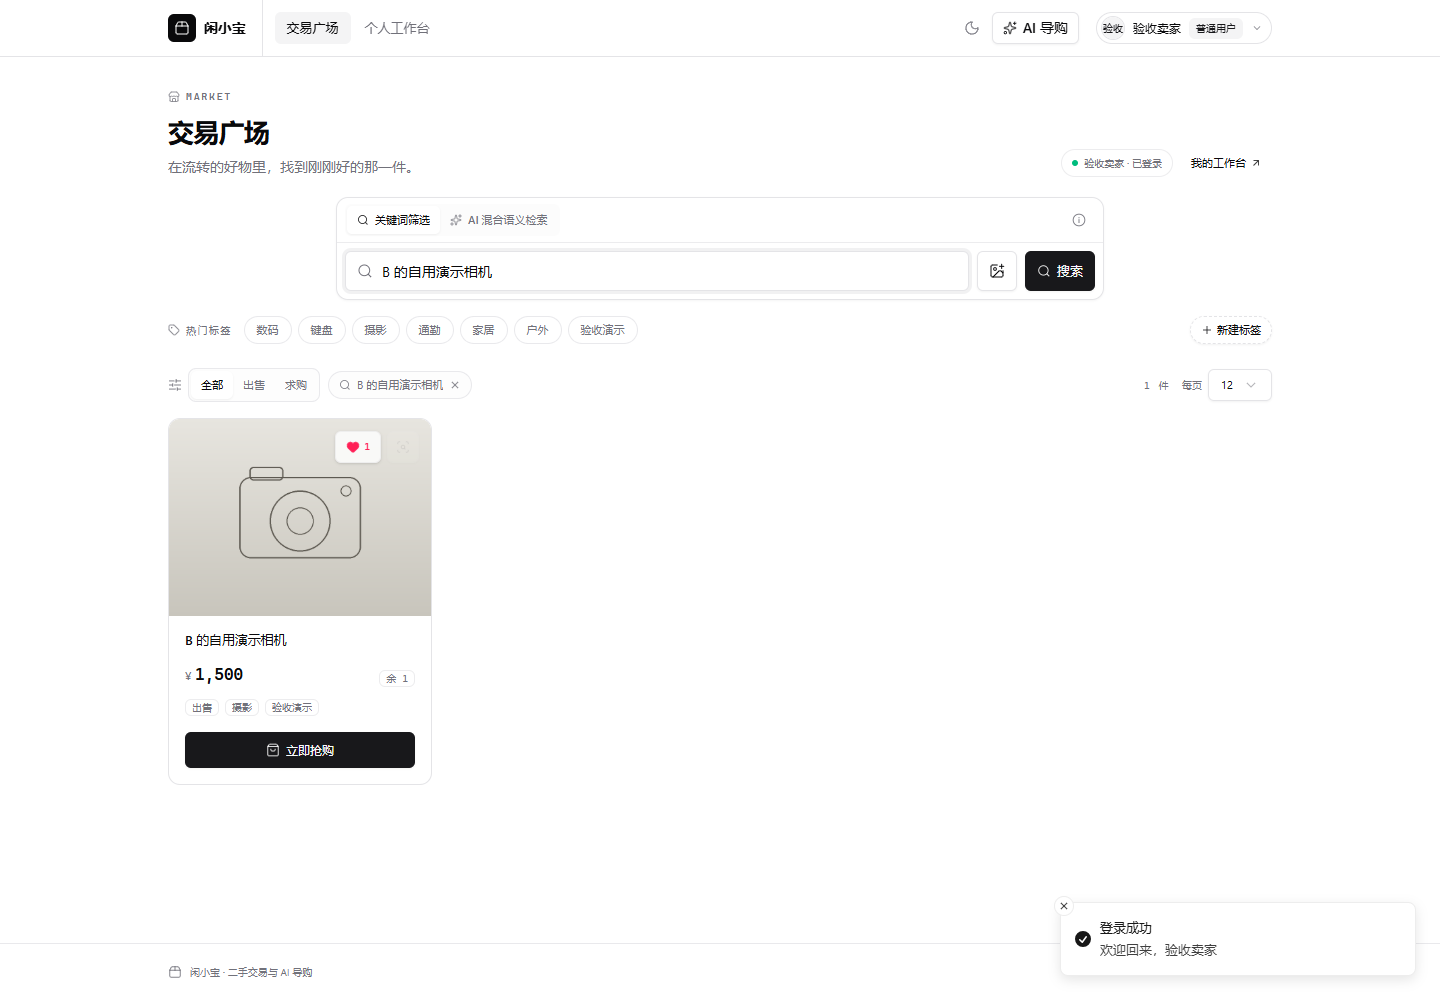 闲小宝
交易广场
个人工作台
AI 导购
验收 验收卖家 普通用户
MARKET
交易广场
在流转的好物里，找到刚刚好的那一件。
验收卖家 · 已登录
我的工作台
关键词筛选
AI 混合语义检索
B 的自用演示相机
搜索
热门标签
数码
键盘
摄影
通勤
家居
户外
验收演示
新建标签
全部
出售
求购
B 的自用演示相机
1 件
每页
12
1
B 的自用演示相机
¥ 1,500
余 1
出售
摄影
验收演示
立即抢购
登录成功
欢迎回来，验收卖家
闲小宝 · 二手交易与 AI 导购